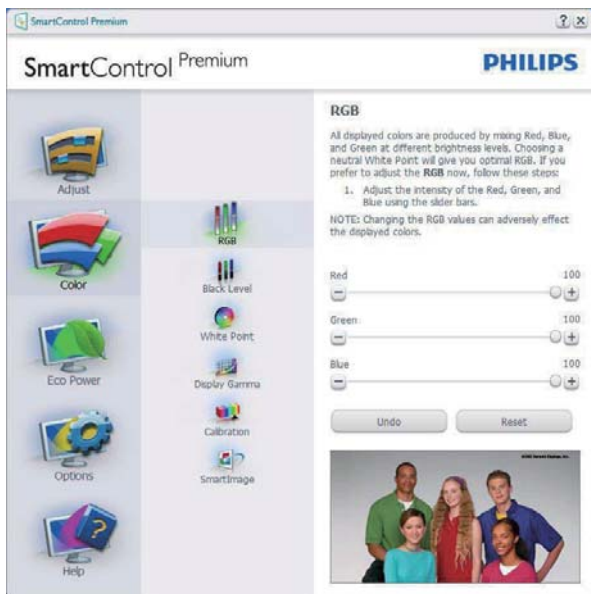 SmartControl Premium
SmartControl Premium
PHILIPS
Adjust
Color
Eco Power
Options
Help
RGB
Black Level
White Point
Display Gamma
Calibration
SmartImage
RGB
All displayed colors are produced by mixing Red, Blue,
and Green at different brightness levels. Choosing a
neutral White Point will give you optimal RGB. If you
prefer to adjust the RGB now, follow these steps:
1. Adjust the intensity of the Red, Green, and
Blue using the slider bars.
NOTE: Changing the RGB values can adversely effect
the displayed colors.
Red 100
Green 100
Blue 100
Undo Reset